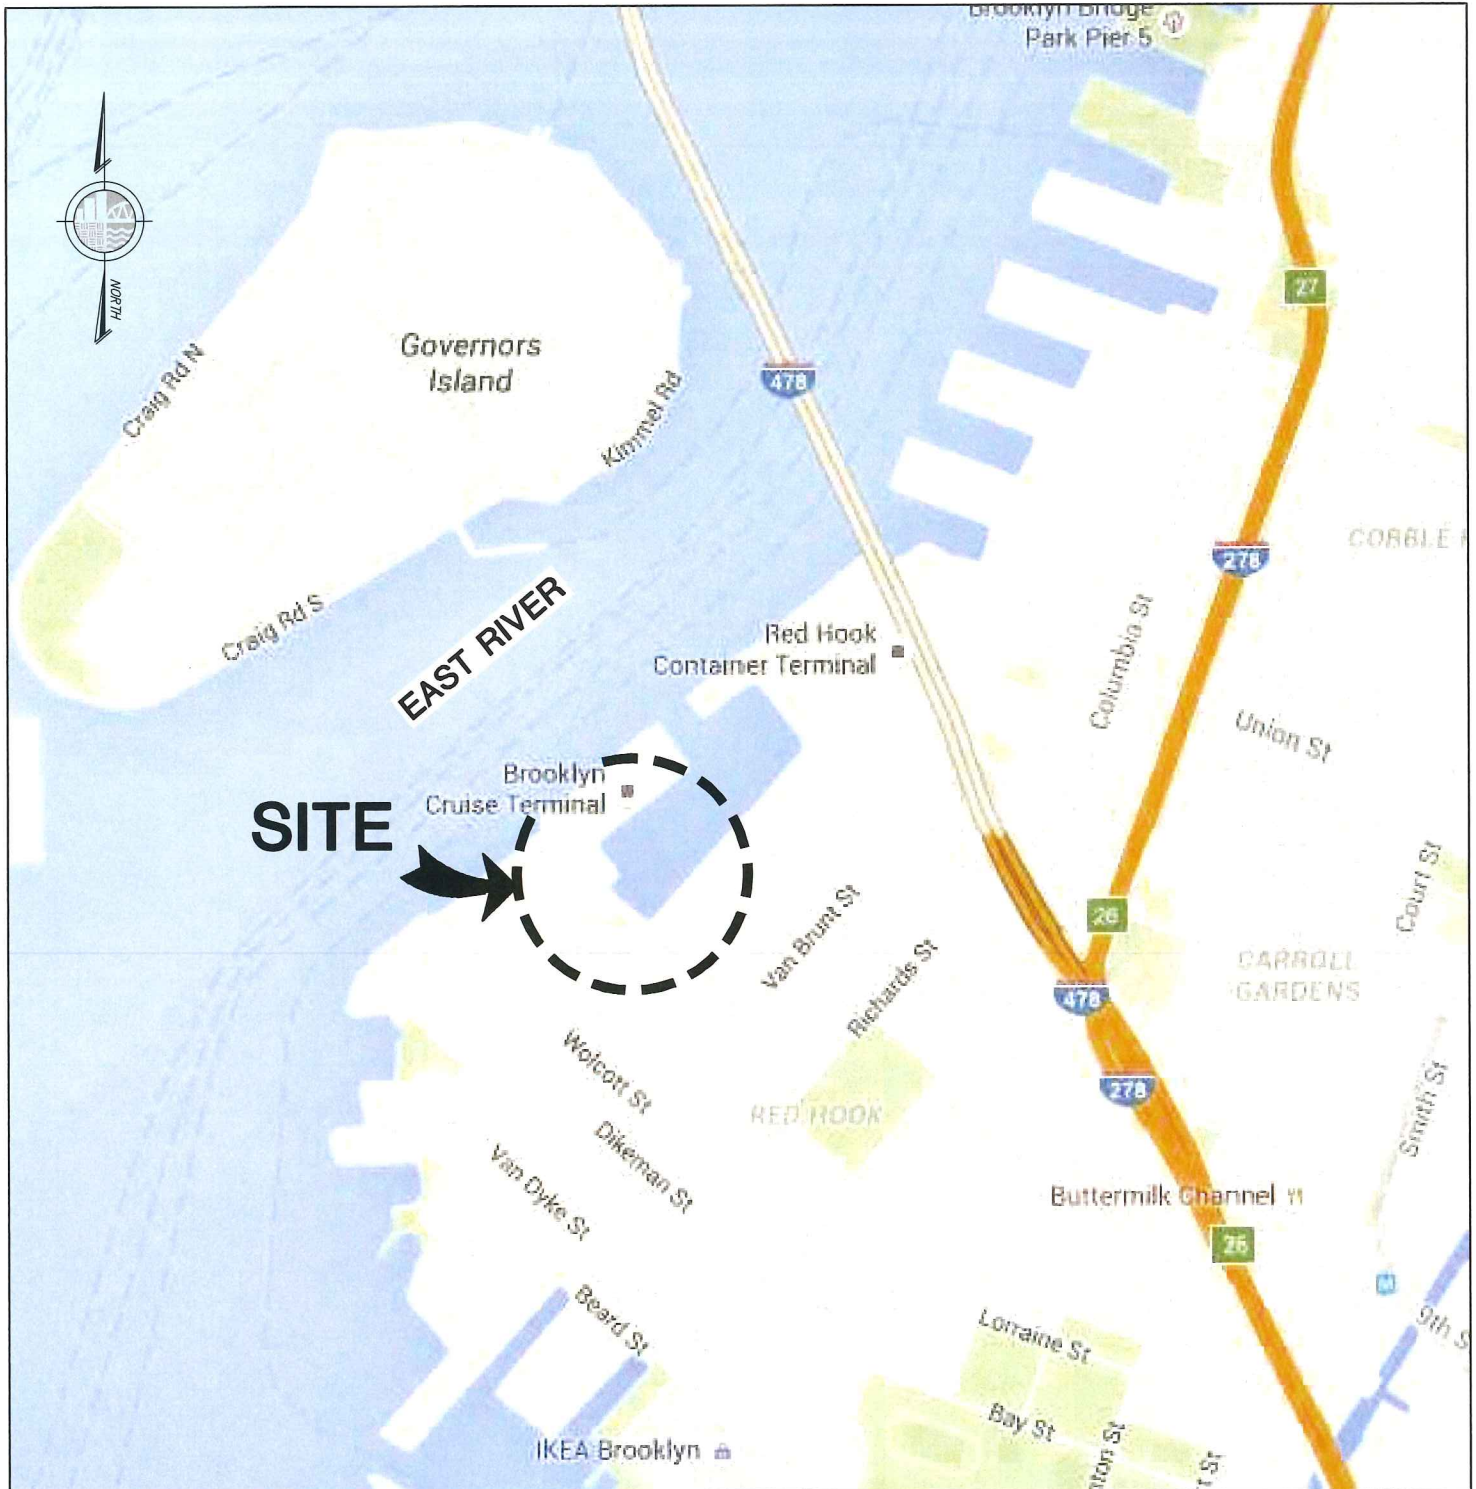 Brooklyn Bridge
Park Pier 5
NORTH
27
Governors
Island
Craig Rd N
478
Kimmel Rd
COBBLE
278
EAST RIVER
Craig Rd S
Red Hook
Container Terminal
Columbia St
Union St
Brooklyn
Cruise Terminal
SITE
Court St
26
Van Brunt St
Richards St
CARROLL
GARDENS
478
Wolcott St
278
RED HOOK
Smith St
Dikeman St
Van Dyke St
Buttermilk Channel
26
M
Beard St
Lorraine St
9th S
Bay St
IKEA Brooklyn
nton St
St